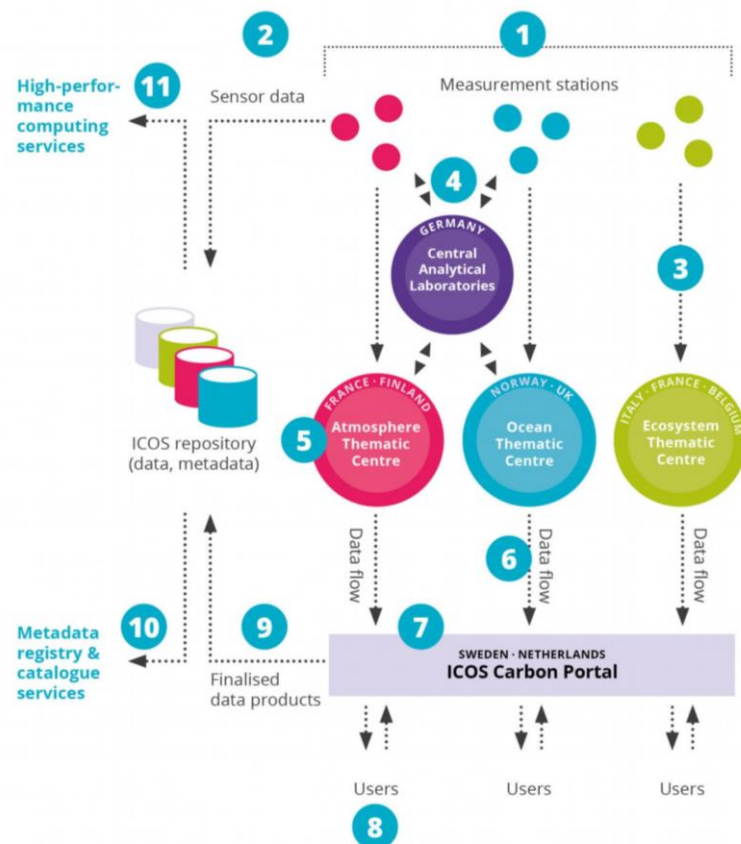 2
1
High-perfor-
mance
computing
services
11
Sensor data
Measurement stations
4
GERMANY
Central
Analytical
Laboratories
3
ICOS repository
(data, metadata)
5
FRANCE · FINLAND
Atmosphere
Thematic
Centre
NORWAY · UK
Ocean
Thematic
Centre
ITALY · FRANCE · BELGIUM
Ecosystem
Thematic
Centre
Data flow
6
Data flow
Data flow
Metadata
registry &
catalogue
services
10
9
Finalised
data products
7
SWEDEN · NETHERLANDS
ICOS Carbon Portal
Users
Users
Users
8